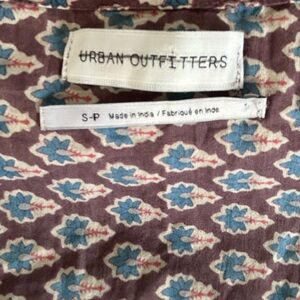 URBAN OUTFITTERS
S-P Made in India / Fabriqué en Inde